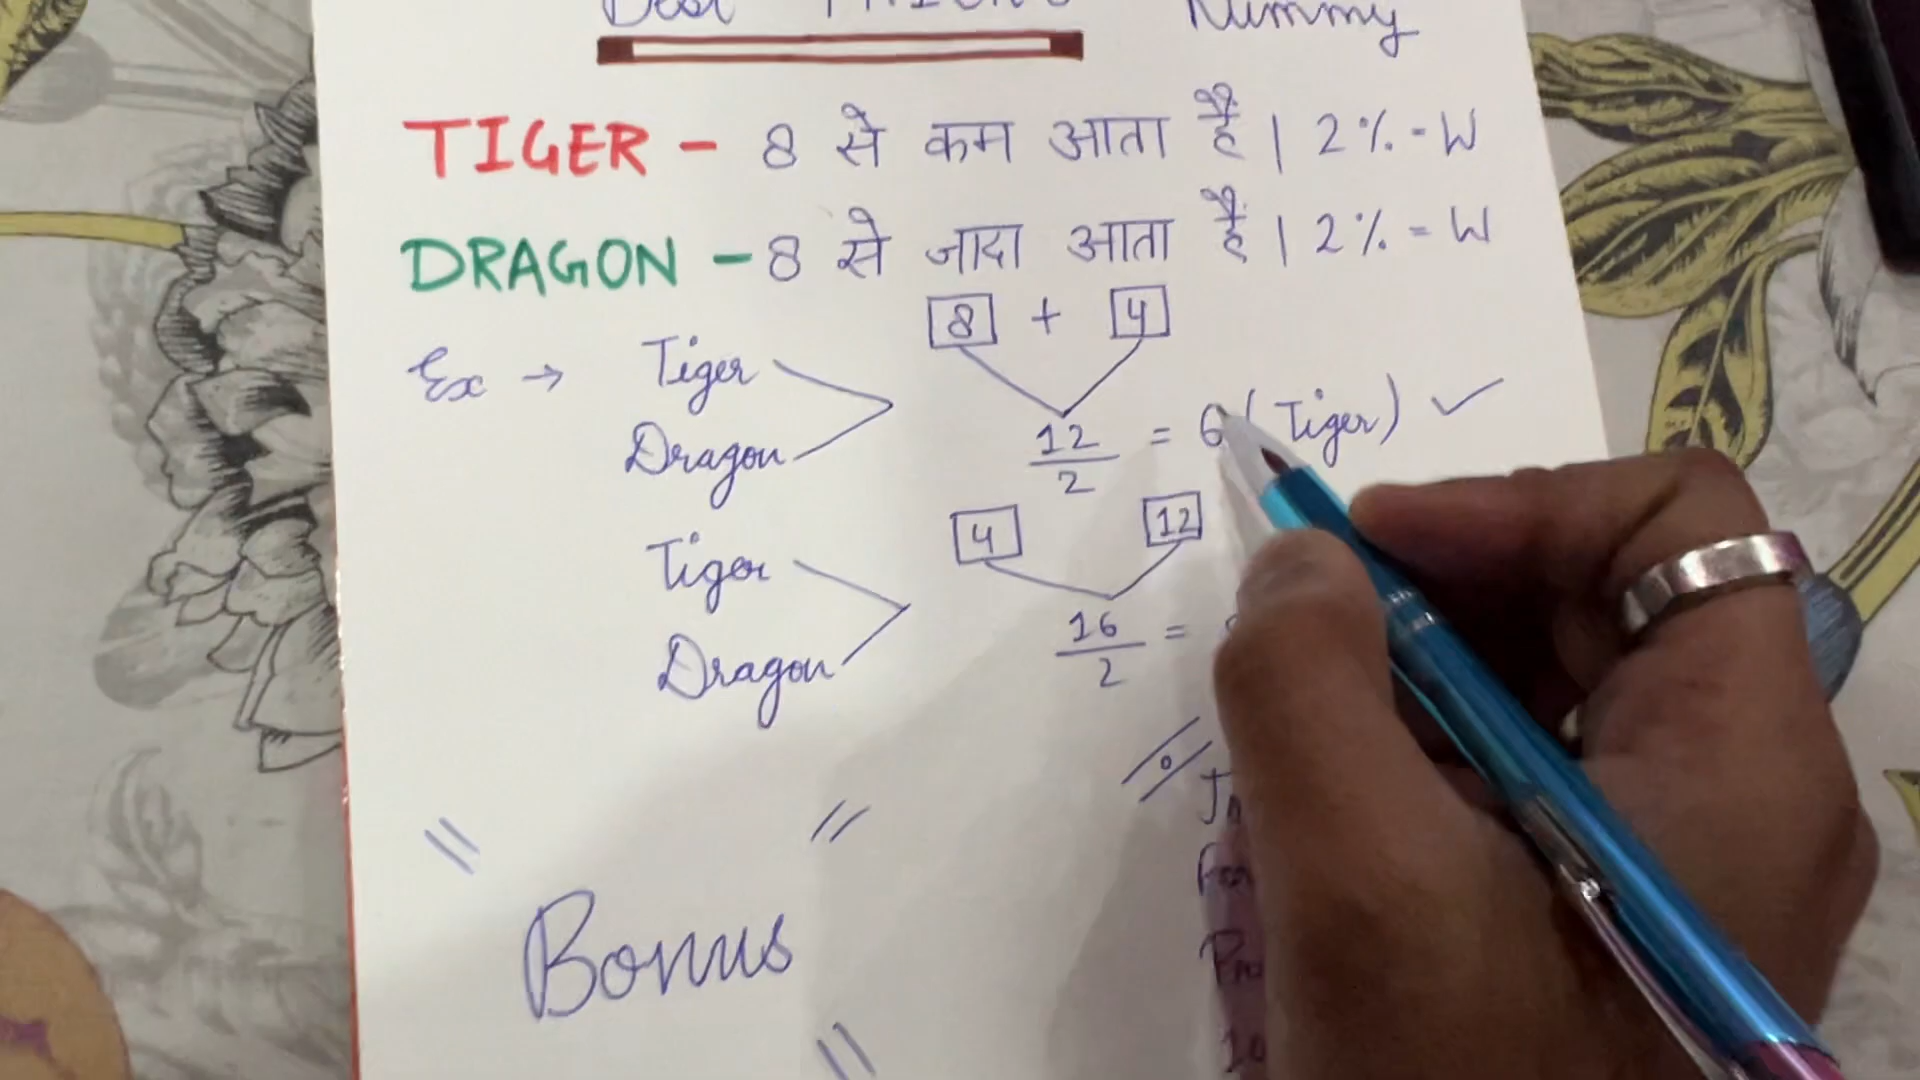 Rummy
TIGER - 8 से कम आता है | 2% - W
DRAGON - 8 से जादा आता है | 2% = W
8 + 4
Ex → Tiger
Dragon
12/2 = 6 (Tiger) ✓
4 12
Tiger
Dragon
16/2 =
Bonus